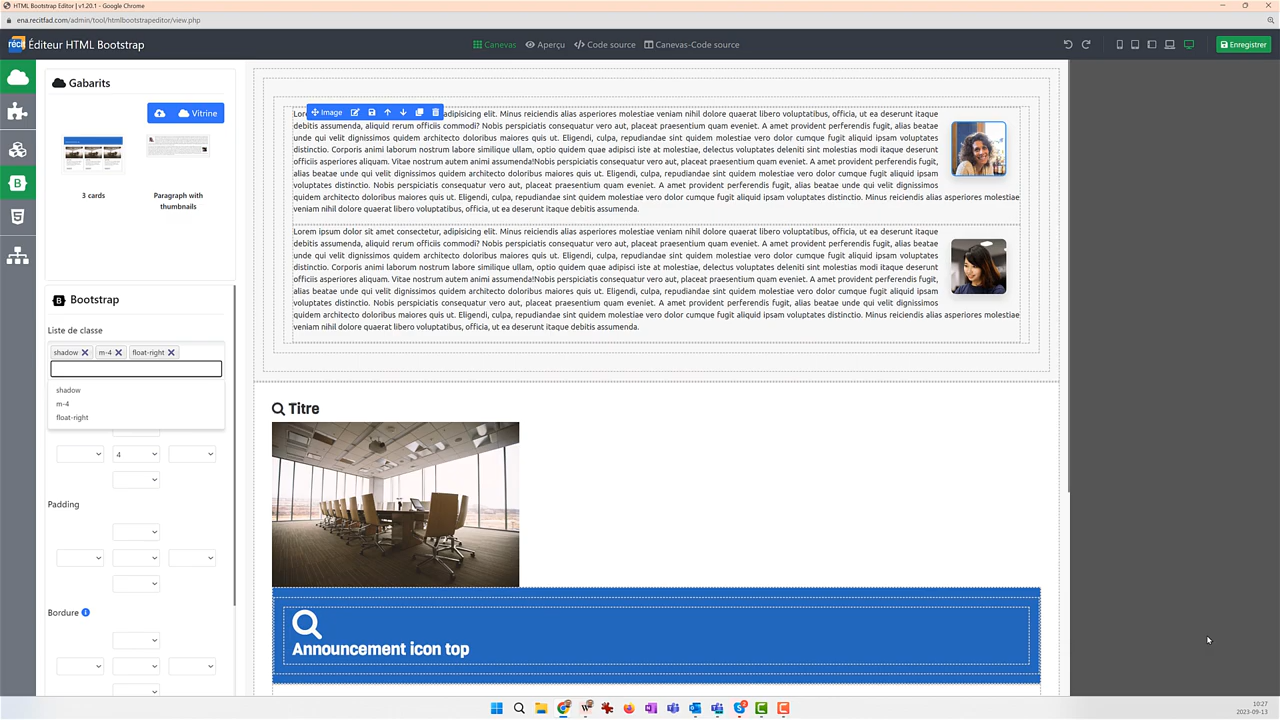 HTML Bootstrap Editor | v1.20.1 - Google Chrome
ena.recitfad.com/admin/tool/htmlbootstrapeditor/view.php
récit Éditeur HTML Bootstrap
Canevas
Aperçu
Code source
Canevas-Code source
Enregistrer
Gabarits
Vitrine
3 cards
Paragraph with
thumbnails
Bootstrap
Liste de classe
shadow
m-4
float-right
shadow
m-4
float-right
4
Padding
Bordure
Image
Lore adipisicing elit. Minus reiciendis alias asperiores molestiae veniam nihil dolore quaerat libero voluptatibus, officia, ut ea deserunt itaque
debitis assumenda, aliquid rerum officiis commodi? Nobis perspiciatis consequatur vero aut, placeat praesentium quam eveniet. A amet provident perferendis fugit, alias beatae
unde qui velit dignissimos quidem architecto doloribus maiores quis ut. Eligendi, culpa, repudiandae sint quidem molestiae vero dolor corrupti fugiat aliquid ipsam voluptates
distinctio. Corporis animi laborum nostrum labore similique ullam, optio quidem quae adipisci iste at molestiae, delectus voluptates deleniti sint molestias modi itaque dolores
officiis asperiores aliquam. Vitae nostrum autem animi assumenda!Nobis perspiciatis consequatur vero aut, placeat praesentium quam eveniet. A amet provident perferendis fugit,
alias beatae unde qui velit dignissimos quidem architecto doloribus maiores quis ut. Eligendi, culpa, repudiandae sint quidem molestiae vero dolor corrupti fugiat aliquid ipsam
voluptates distinctio. Nobis perspiciatis consequatur vero aut, placeat praesentium quam eveniet. A amet provident perferendis fugit, alias beatae unde qui velit dignissimos
quidem architecto doloribus maiores quis ut. Eligendi, culpa, repudiandae sint quidem molestiae vero dolor corrupti fugiat aliquid ipsam voluptates distinctio. Minus reiciendis alias asperiores molestiae
veniam nihil dolore quaerat libero voluptatibus, officia, ut ea deserunt itaque debitis assumenda.
Lorem ipsum dolor sit amet consectetur, adipisicing elit. Minus reiciendis alias asperiores molestiae veniam nihil dolore quaerat libero voluptatibus, officia, ut ea deserunt itaque
debitis assumenda, aliquid rerum officiis commodi? Nobis perspiciatis consequatur vero aut, placeat praesentium quam eveniet. A amet provident perferendis fugit, alias beatae
unde qui velit dignissimos quidem architecto doloribus maiores quis ut. Eligendi, culpa, repudiandae sint quidem molestiae vero dolor corrupti fugiat aliquid ipsam voluptates
distinctio. Corporis animi laborum nostrum labore similique ullam, optio quidem quae adipisci iste at molestiae, delectus voluptates deleniti sint molestias modi itaque dolores
officiis asperiores aliquam. Vitae nostrum autem animi assumenda!Nobis perspiciatis consequatur vero aut, placeat praesentium quam eveniet. A amet provident perferendis fugit,
alias beatae unde qui velit dignissimos quidem architecto doloribus maiores quis ut. Eligendi, culpa, repudiandae sint quidem molestiae vero dolor corrupti fugiat aliquid ipsam
voluptates distinctio. Nobis perspiciatis consequatur vero aut, placeat praesentium quam eveniet. A amet provident perferendis fugit, alias beatae unde qui velit dignissimos
quidem architecto doloribus maiores quis ut. Eligendi, culpa, repudiandae sint quidem molestiae vero dolor corrupti fugiat aliquid ipsam voluptates distinctio. Minus reiciendis alias asperiores molestiae
veniam nihil dolore quaerat libero voluptatibus, officia, ut ea deserunt itaque debitis assumenda.
Titre
Announcement icon top
10:27
2023-09-13